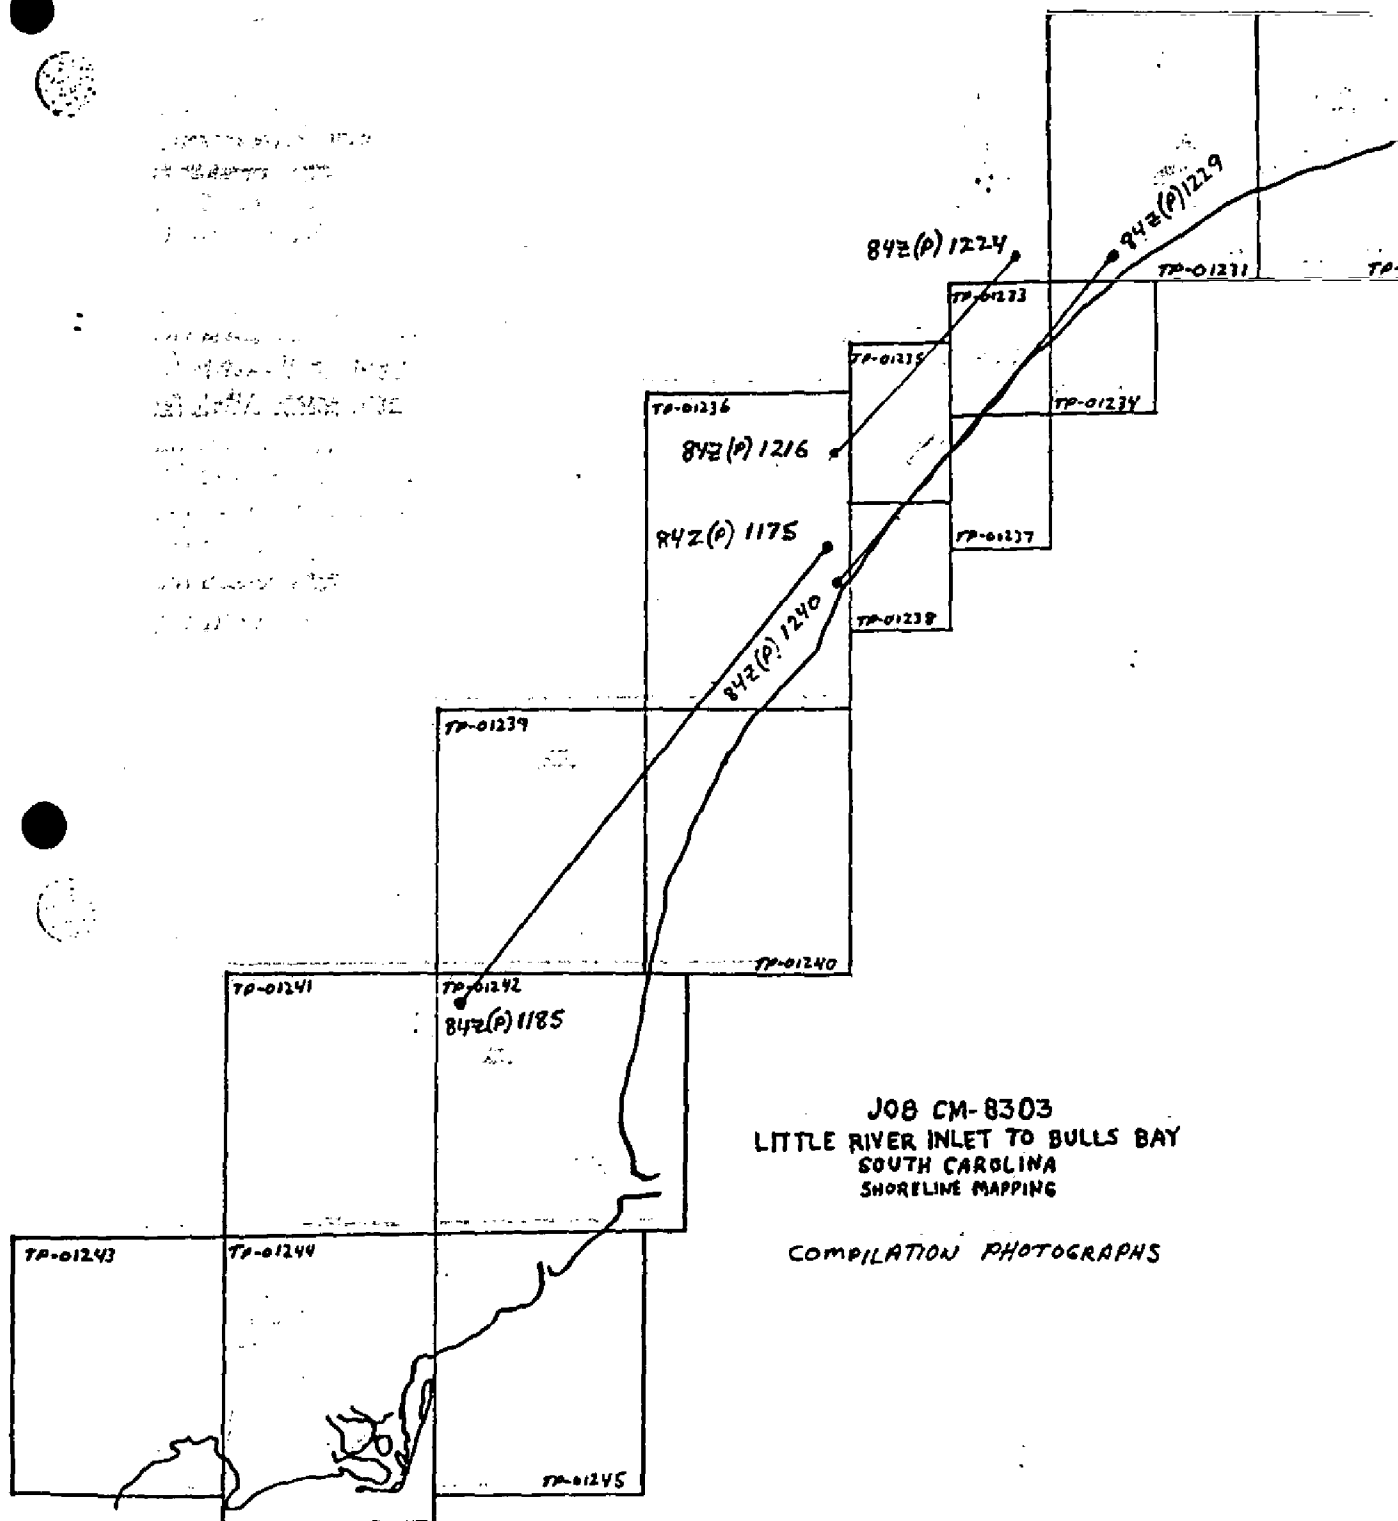 84Z(P)1229
84Z(P)1224
TP-01231
TP-
TP-01233
TP-01235
TP-01236
TP-01234
84Z(P)1216
84Z(P)1175
TP-01237
84Z(P)1240
TP-01238
TP-01239
TP-01240
TP-01241
TP-01242
84Z(P)1185
JOB CM-8303
LITTLE RIVER INLET TO BULLS BAY
SOUTH CAROLINA
SHORELINE MAPPING
COMPILATION PHOTOGRAPHS
TP-01243
TP-01244
TP-01245